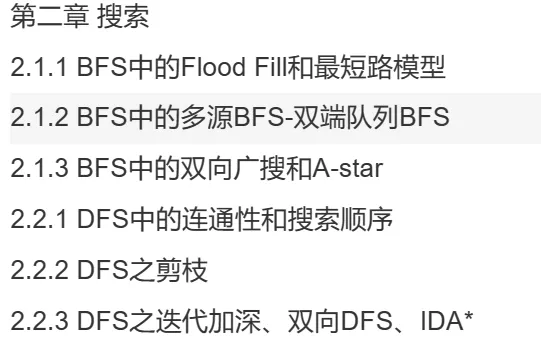 第二章 搜索
2.1.1 BFS中的Flood Fill和最短路模型
2.1.2 BFS中的多源BFS-双端队列BFS
2.1.3 BFS中的双向广搜和A-star
2.2.1 DFS中的连通性和搜索顺序
2.2.2 DFS之剪枝
2.2.3 DFS之迭代加深、双向DFS、IDA*